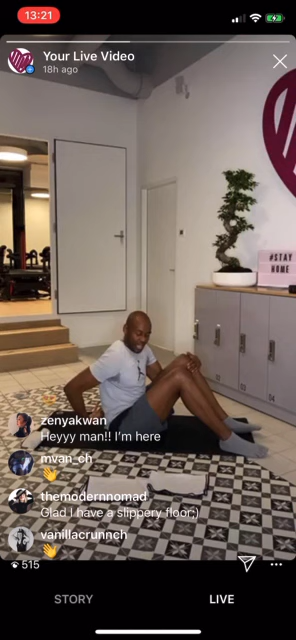 13:21
Your Live Video
18h ago
#STAY
HOME
zenyakwan
Heyyy man!! I'm here
mvan_ch
👋
themodernnomad
Glad I have a slippery floor;)
vanillacrunnch
👋
515
STORY
LIVE